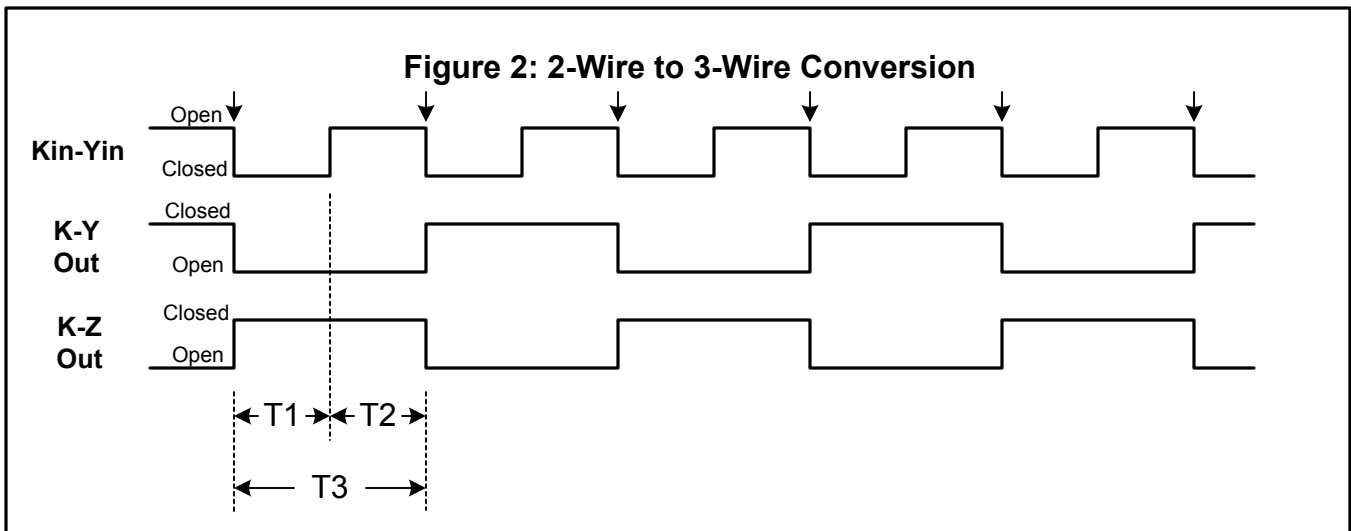 Figure 2: 2-Wire to 3-Wire Conversion
Open
Kin-Yin
Closed
Closed
K-Y
Out
Open
Closed
K-Z
Out
Open
T1
T2
T3